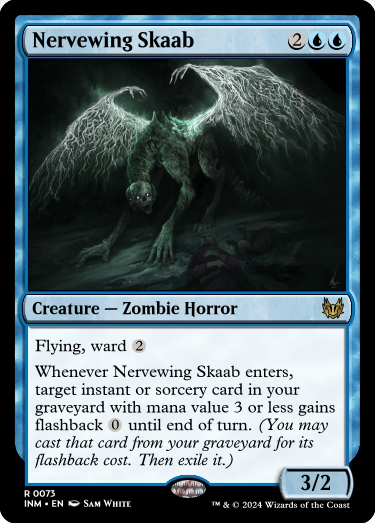 Nervewing Skaab 2
Creature — Zombie Horror
Flying, ward 2
Whenever Nervewing Skaab enters,
target instant or sorcery card in your
graveyard with mana value 3 or less gains
flashback 0 until end of turn. (You may
cast that card from your graveyard for its
flashback cost. Then exile it.)
3/2
R 0073
INM • EN Sam White
™ & © 2024 Wizards of the Coast